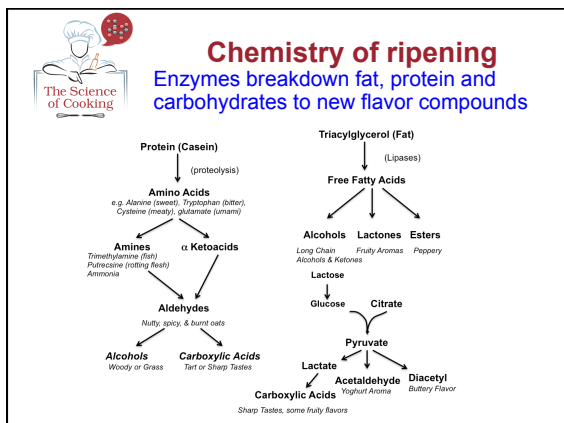 The Science
of Cooking
Chemistry of ripening
Enzymes breakdown fat, protein and
carbohydrates to new flavor compounds
Protein (Casein)
(proteolysis)
Amino Acids
e.g. Alanine (sweet), Tryptophan (bitter),
Cysteine (meaty), glutamate (umami)
Amines
Trimethylamine (fish)
Putrecsine (rotting flesh)
Ammonia
α Ketoacids
Aldehydes
Nutty, spicy, & burnt oats
Alcohols
Woody or Grass
Carboxylic Acids
Tart or Sharp Tastes
Triacylglycerol (Fat)
(Lipases)
Free Fatty Acids
Alcohols
Long Chain
Alcohols & Ketones
Lactones
Fruity Aromas
Esters
Peppery
Lactose
Glucose
Citrate
Pyruvate
Lactate
Carboxylic Acids
Sharp Tastes, some fruity flavors
Acetaldehyde
Yoghurt Aroma
Diacetyl
Buttery Flavor